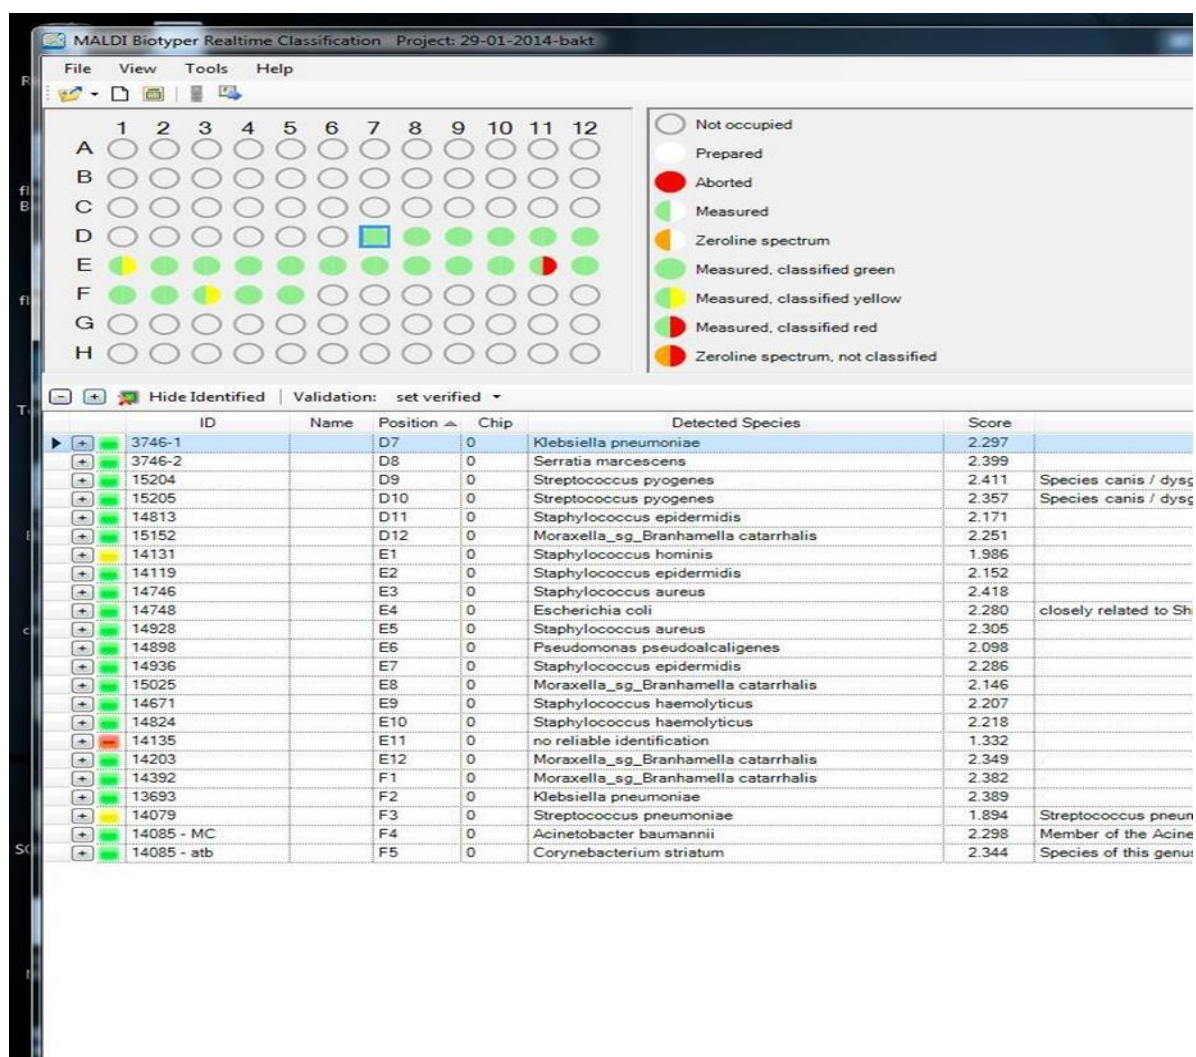 MALDI Biotyper Realtime Classification Project: 29-01-2014-bakt
File View Tools Help
1 2 3 4 5 6 7 8 9 10 11 12
A
B
C
D
E
F
G
H
Not occupied
Prepared
Aborted
Measured
Zeroline spectrum
Measured, classified green
Measured, classified yellow
Measured, classified red
Zeroline spectrum, not classified
Hide Identified Validation: set verified
ID Name Position Chip Detected Species Score
3746-1 D7 0 Klebsiella pneumoniae 2.297
3746-2 D8 0 Serratia marcescens 2.399
15204 D9 0 Streptococcus pyogenes 2.411 Species canis / dysg
15205 D10 0 Streptococcus pyogenes 2.357 Species canis / dysg
14813 D11 0 Staphylococcus epidermidis 2.171
15152 D12 0 Moraxella_sg_Branhamella catarrhalis 2.251
14131 E1 0 Staphylococcus hominis 1.986
14119 E2 0 Staphylococcus epidermidis 2.152
14746 E3 0 Staphylococcus aureus 2.418
14748 E4 0 Escherichia coli 2.280 closely related to Sh
14928 E5 0 Staphylococcus aureus 2.305
14898 E6 0 Pseudomonas pseudoalcaligenes 2.098
14936 E7 0 Staphylococcus epidermidis 2.286
15025 E8 0 Moraxella_sg_Branhamella catarrhalis 2.146
14671 E9 0 Staphylococcus haemolyticus 2.207
14824 E10 0 Staphylococcus haemolyticus 2.218
14135 E11 0 no reliable identification 1.332
14203 E12 0 Moraxella_sg_Branhamella catarrhalis 2.349
14392 F1 0 Moraxella_sg_Branhamella catarrhalis 2.382
13693 F2 0 Klebsiella pneumoniae 2.389
14079 F3 0 Streptococcus pneumoniae 1.894 Streptococcus pneum
14085 - MC F4 0 Acinetobacter baumannii 2.298 Member of the Acine
14085 - atb F5 0 Corynebacterium striatum 2.344 Species of this genus